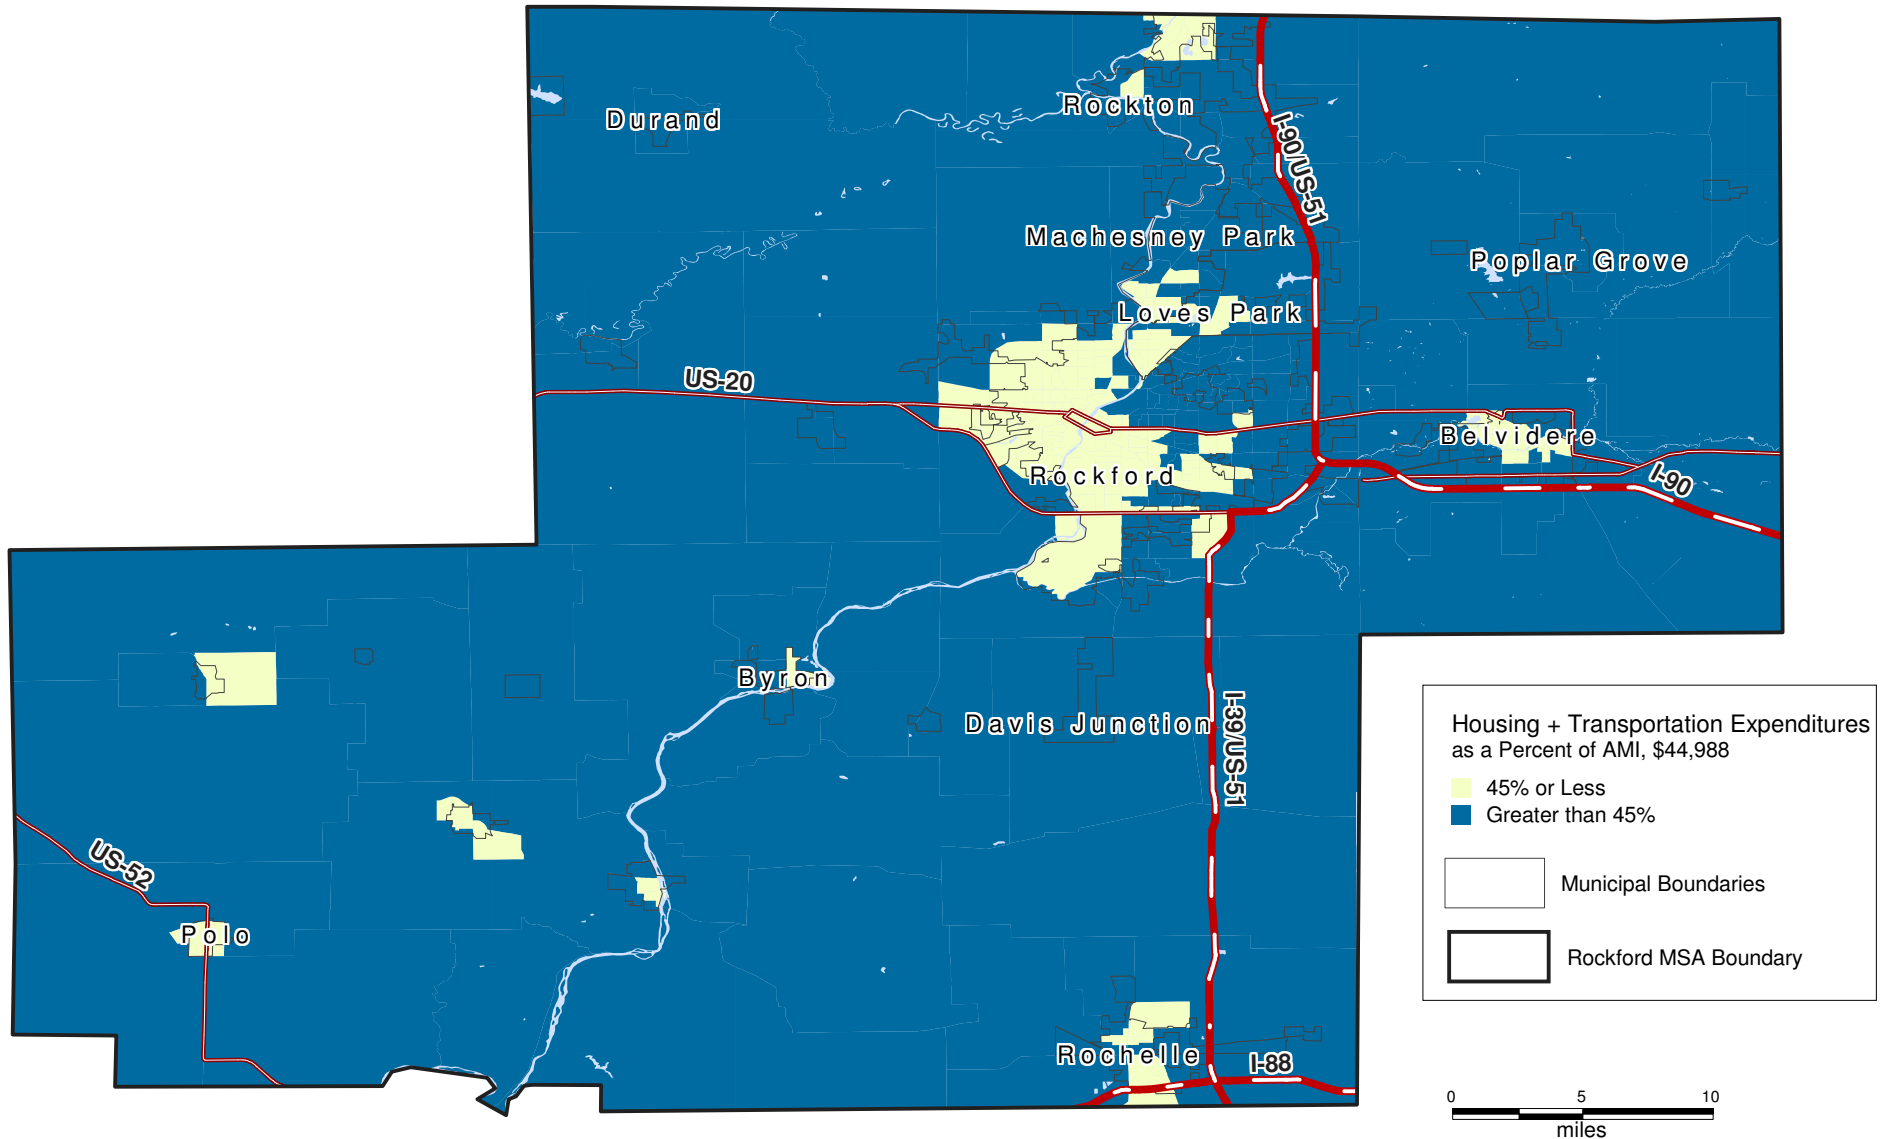 Durand
Rockton
I-90/US-51
Machesney Park
Poplar Grove
Loves Park
US-20
Belvidere
Rockford
I-90
Byron
Davis Junction
I-39/US-51
US-52
Polo
Rochelle
I-88
Housing + Transportation Expenditures
as a Percent of AMI, $44,988
45% or Less
Greater than 45%
Municipal Boundaries
Rockford MSA Boundary
0 5 10
miles